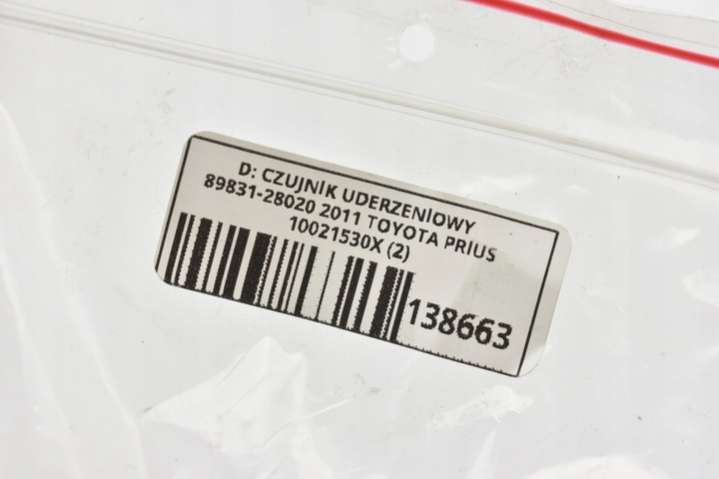 D: CZUJNIK UDERZENIOWY
89831-28020 2011 TOYOTA PRIUS
10021530X (2)
138663